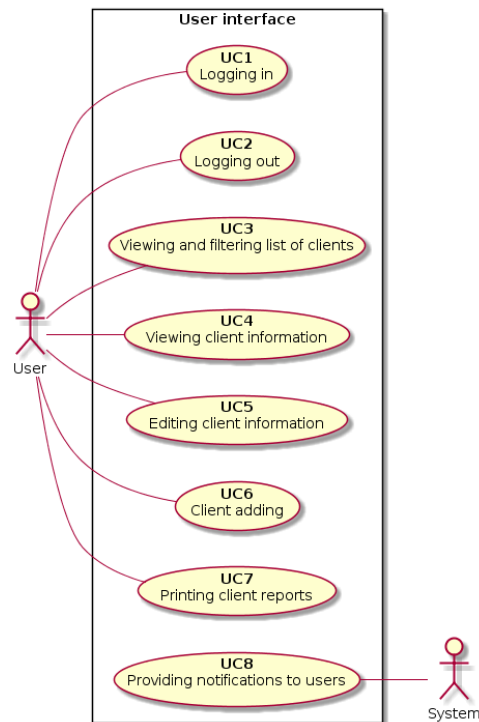 User interface
UC1
Logging in
UC2
Logging out
UC3
Viewing and filtering list of clients
User
UC4
Viewing client information
UC5
Editing client information
UC6
Client adding
UC7
Printing client reports
UC8
Providing notifications to users
System